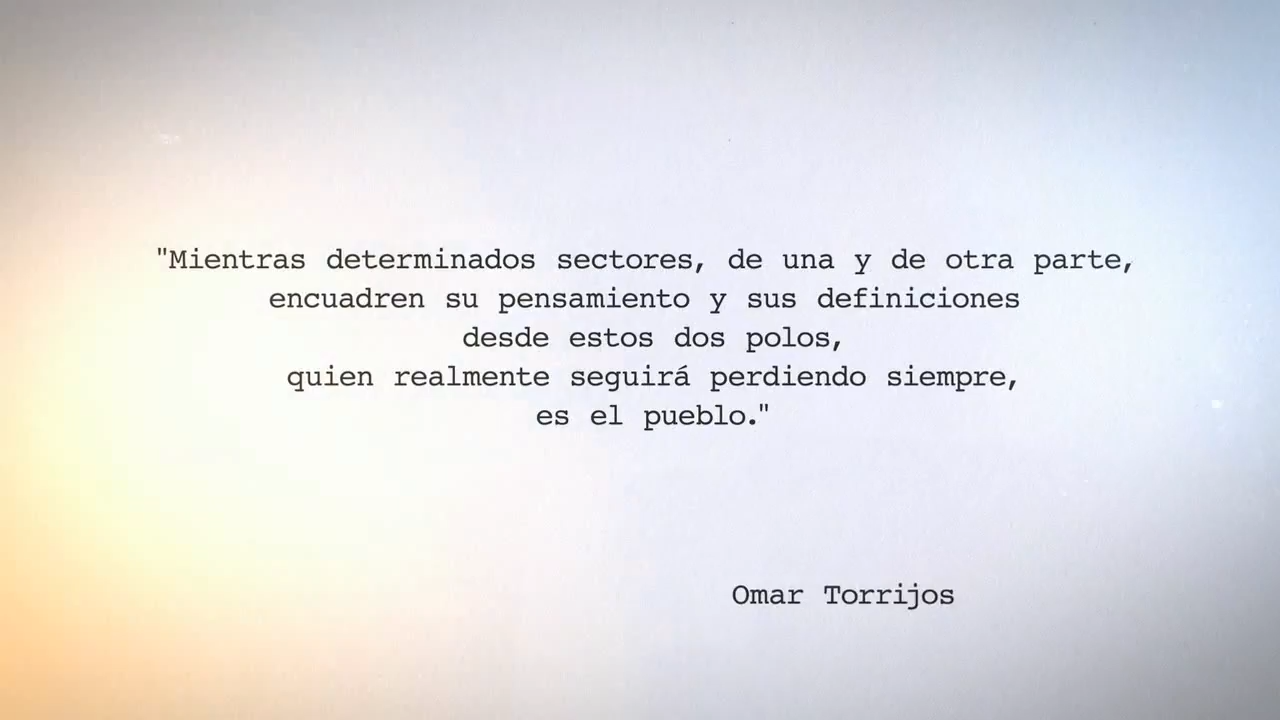 "Mientras determinados sectores, de una y de otra parte,
encuadren su pensamiento y sus definiciones
desde estos dos polos,
quien realmente seguirá perdiendo siempre,
es el pueblo."
Omar Torrijos